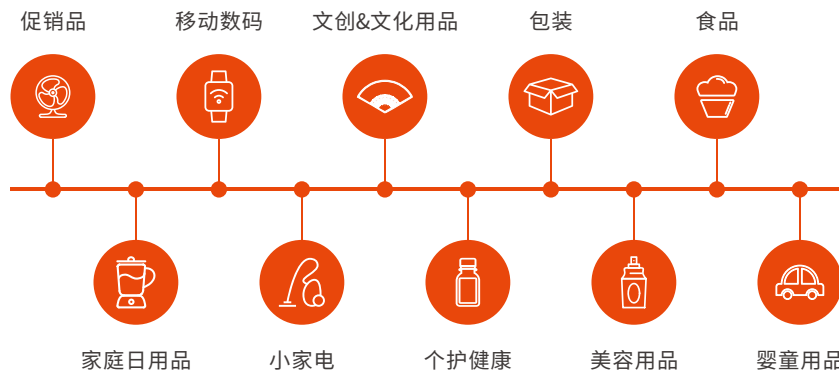 促销品
移动数码
文创&文化用品
包装
食品
家庭日用品
小家电
个护健康
美容用品
婴童用品